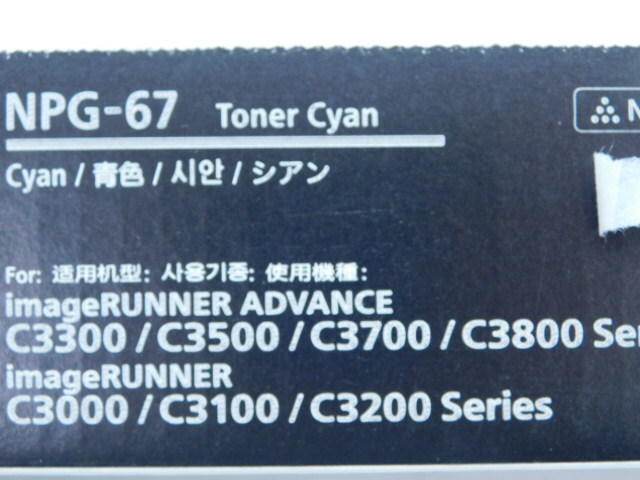 NPG-67 Toner Cyan
Cyan / 青色 / 시안 / シアン
For: 适用机型: 사용기종: 使用機種:
imageRUNNER ADVANCE
C3300 / C3500 / C3700 / C3800
imageRUNNER
C3000 / C3100 / C3200 Series